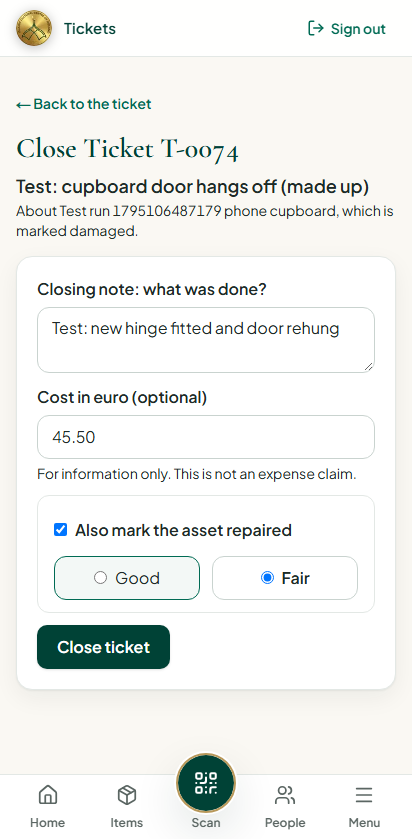 Tickets
Sign out
← Back to the ticket
Close Ticket T-0074
Test: cupboard door hangs off (made up)
About Test run 1795106487179 phone cupboard, which is
marked damaged.
Closing note: what was done?
Test: new hinge fitted and door rehung
Cost in euro (optional)
45.50
For information only. This is not an expense claim.
Also mark the asset repaired
Good
Fair
Close ticket
Home
Items
Scan
People
Menu